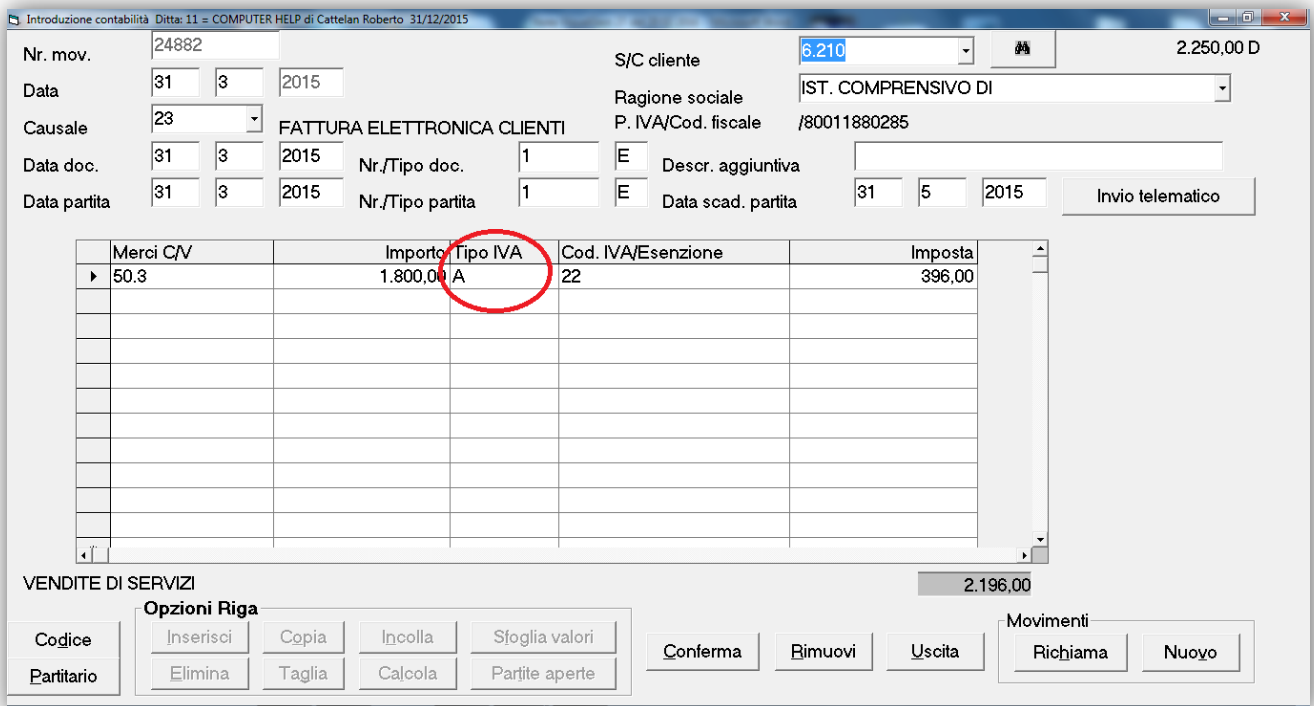 Introduzione contabilità Ditta: 11 = COMPUTER HELP di Cattelan Roberto 31/12/2015
Nr. mov. 24882 S/C cliente 6.210 2.250,00 D
Data 31 3 2015 Ragione sociale IST. COMPRENSIVO DI
Causale 23 FATTURA ELETTRONICA CLIENTI P. IVA/Cod. fiscale /80011880285
Data doc. 31 3 2015 Nr./Tipo doc. 1 E Descr. aggiuntiva
Data partita 31 3 2015 Nr./Tipo partita 1 E Data scad. partita 31 5 2015 Invio telematico
Merci C/V Importo Tipo IVA Cod. IVA/Esenzione Imposta
50.3 1.800,00 A 22 396,00
VENDITE DI SERVIZI 2.196,00
Opzioni Riga Movimenti
Codice Inserisci Copia Incolla Sfoglia valori Conferma Rimuovi Uscita Richiama Nuovo
Partitario Elimina Taglia Calcola Partite aperte